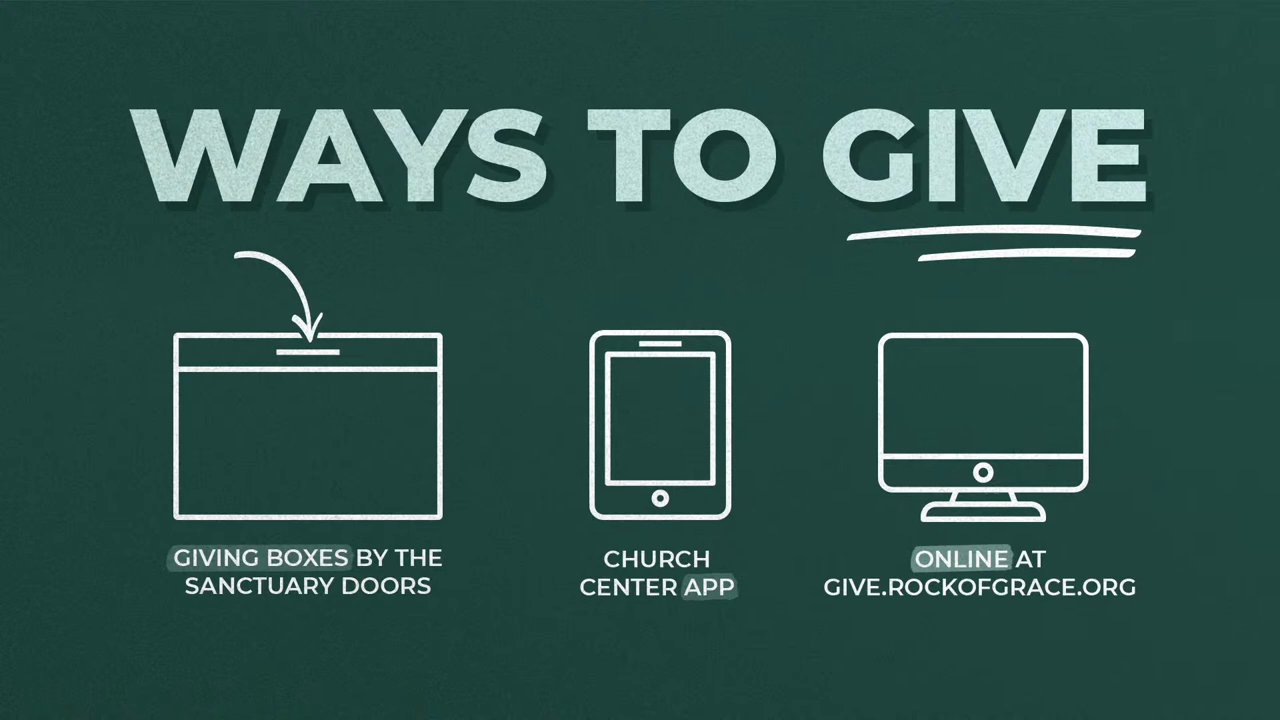 WAYS TO GIVE
GIVING BOXES BY THE
SANCTUARY DOORS
CHURCH
CENTER APP
ONLINE AT
GIVE.ROCKOFGRACE.ORG